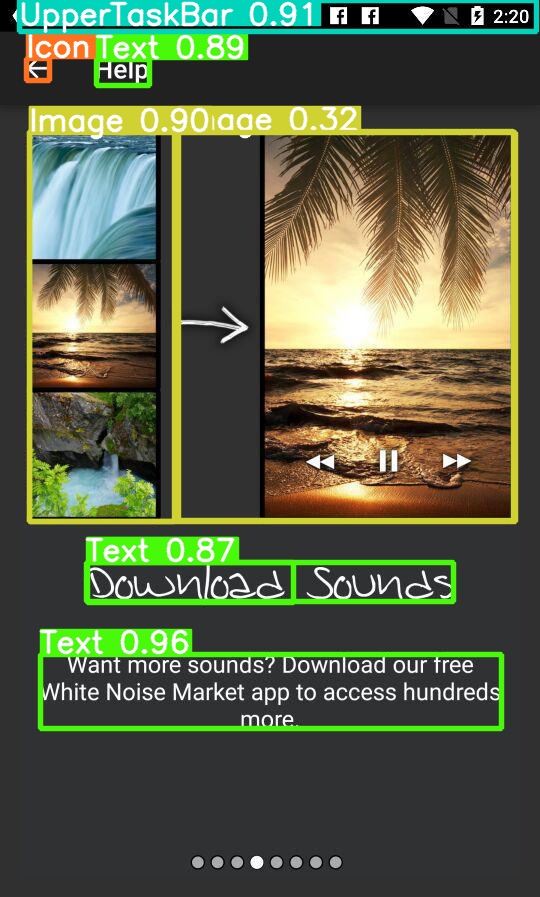 UpperTaskBar 0.91
2:20
Icon Text 0.89
Help
Image 0.90 age 0.32
Text 0.87
Download Sounds
Text 0.96
Want more sounds? Download our free
White Noise Market app to access hundreds
more.